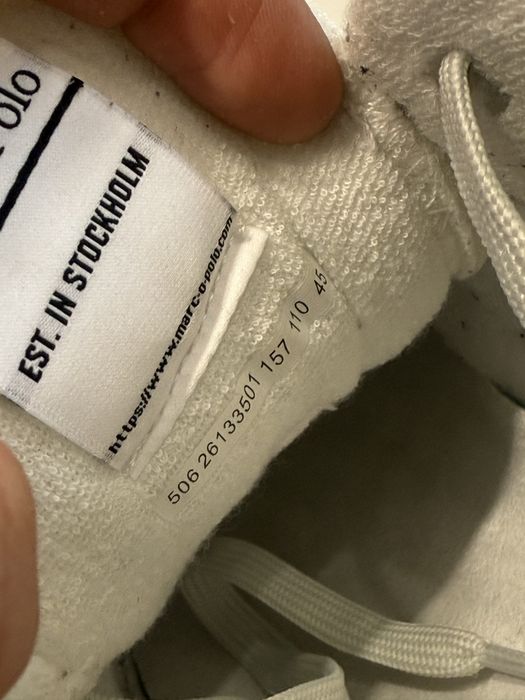 Polo
EST. IN STOCKHOLM
https://www.marc-o-polo.com
506 26133501 157 110 45